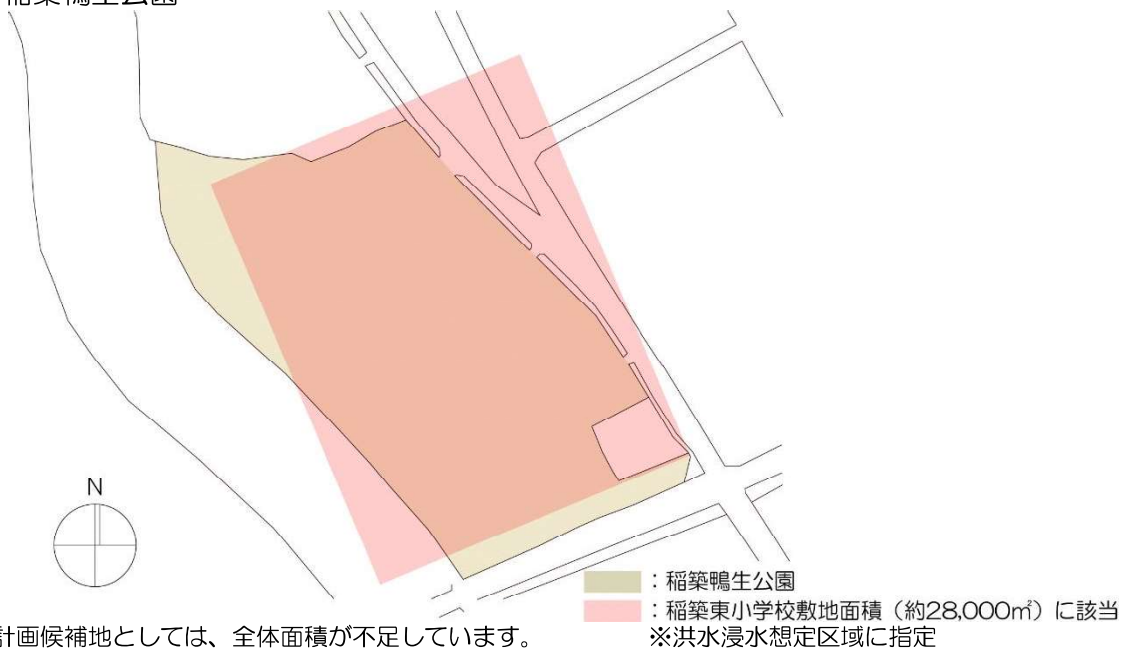 稲築鴨生公園
N
：稲築鴨生公園
：稲築東小学校敷地面積（約28,000㎡）に該当
計画候補地としては、全体面積が不足しています。
※洪水浸水想定区域に指定